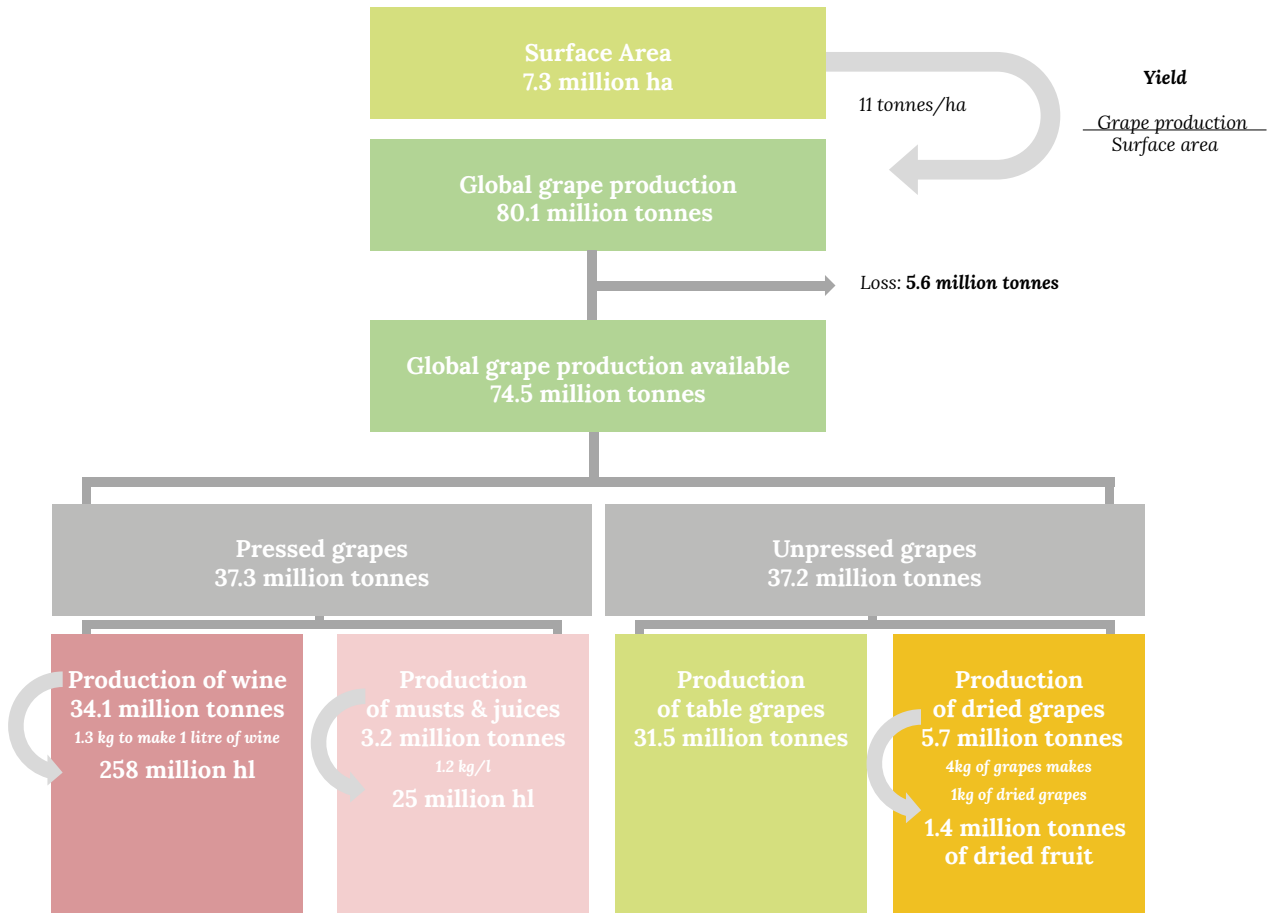 Surface Area
7.3 million ha
11 tonnes/ha
Yield
Grape production
Surface area
Global grape production
80.1 million tonnes
Loss: 5.6 million tonnes
Global grape production available
74.5 million tonnes
Pressed grapes
37.3 million tonnes
Unpressed grapes
37.2 million tonnes
Production of wine
34.1 million tonnes
1.3 kg to make 1 litre of wine
258 million hl
Production
of musts & juices
3.2 million tonnes
1.2 kg/l
25 million hl
Production
of table grapes
31.5 million tonnes
Production
of dried grapes
5.7 million tonnes
4kg of grapes makes
1kg of dried grapes
1.4 million tonnes
of dried fruit